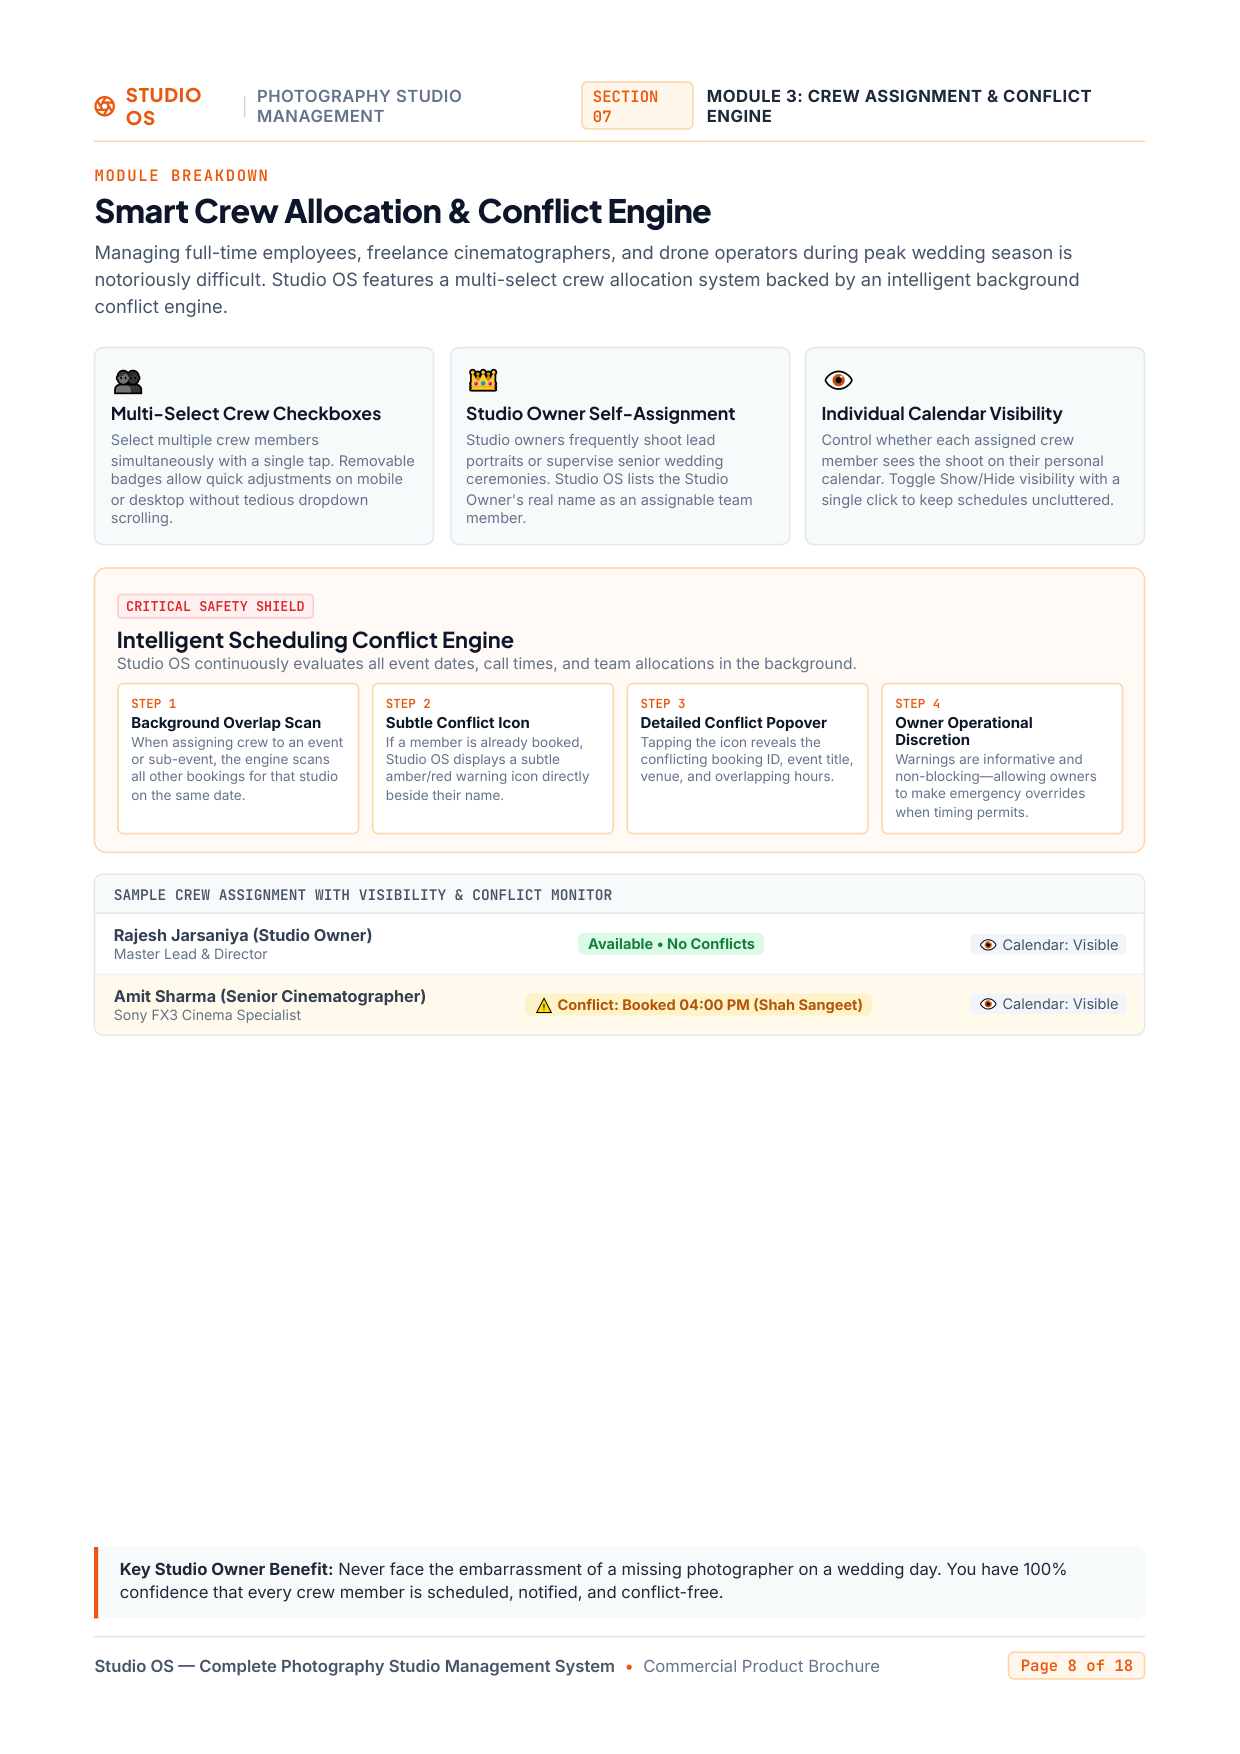 STUDIO
OS
PHOTOGRAPHY STUDIO
MANAGEMENT
SECTION
07
MODULE 3: CREW ASSIGNMENT & CONFLICT
ENGINE
MODULE BREAKDOWN
Smart Crew Allocation & Conflict Engine
Managing full-time employees, freelance cinematographers, and drone operators during peak wedding season is
notoriously difficult. Studio OS features a multi-select crew allocation system backed by an intelligent background
conflict engine.
Multi-Select Crew Checkboxes
Select multiple crew members
simultaneously with a single tap. Removable
badges allow quick adjustments on mobile
or desktop without tedious dropdown
scrolling.
Studio Owner Self-Assignment
Studio owners frequently shoot lead
portraits or supervise senior wedding
ceremonies. Studio OS lists the Studio
Owner's real name as an assignable team
member.
Individual Calendar Visibility
Control whether each assigned crew
member sees the shoot on their personal
calendar. Toggle Show/Hide visibility with a
single click to keep schedules uncluttered.
CRITICAL SAFETY SHIELD
Intelligent Scheduling Conflict Engine
Studio OS continuously evaluates all event dates, call times, and team allocations in the background.
STEP 1
Background Overlap Scan
When assigning crew to an event
or sub-event, the engine scans
all other bookings for that studio
on the same date.
STEP 2
Subtle Conflict Icon
If a member is already booked,
Studio OS displays a subtle
amber/red warning icon directly
beside their name.
STEP 3
Detailed Conflict Popover
Tapping the icon reveals the
conflicting booking ID, event title,
venue, and overlapping hours.
STEP 4
Owner Operational
Discretion
Warnings are informative and
non-blocking—allowing owners
to make emergency overrides
when timing permits.
SAMPLE CREW ASSIGNMENT WITH VISIBILITY & CONFLICT MONITOR
Rajesh Jarsaniya (Studio Owner)
Master Lead & Director
Available • No Conflicts
Calendar: Visible
Amit Sharma (Senior Cinematographer)
Sony FX3 Cinema Specialist
Conflict: Booked 04:00 PM (Shah Sangeet)
Calendar: Visible
Key Studio Owner Benefit: Never face the embarrassment of a missing photographer on a wedding day. You have 100%
confidence that every crew member is scheduled, notified, and conflict-free.
Studio OS — Complete Photography Studio Management System • Commercial Product Brochure
Page 8 of 18